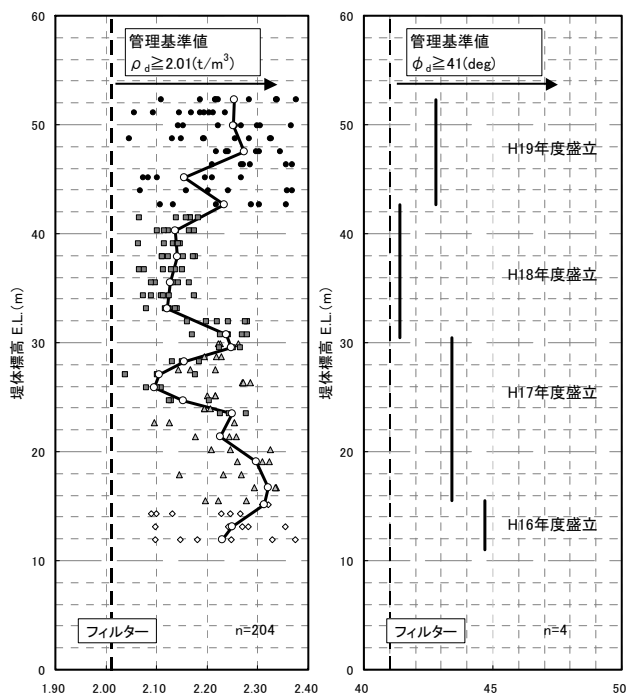 60
50
40
30
20
10
0
堤体標高 E.L.(m)
管理基準値
ρd≧2.01(t/m³)
フィルター
n=204
1.90
2.00
2.10
2.20
2.30
2.40
60
50
40
30
20
10
0
堤体標高 E.L.(m)
管理基準値
φd≧41(deg)
H19年度盛立
H18年度盛立
H17年度盛立
H16年度盛立
フィルター
n=4
40
45
50